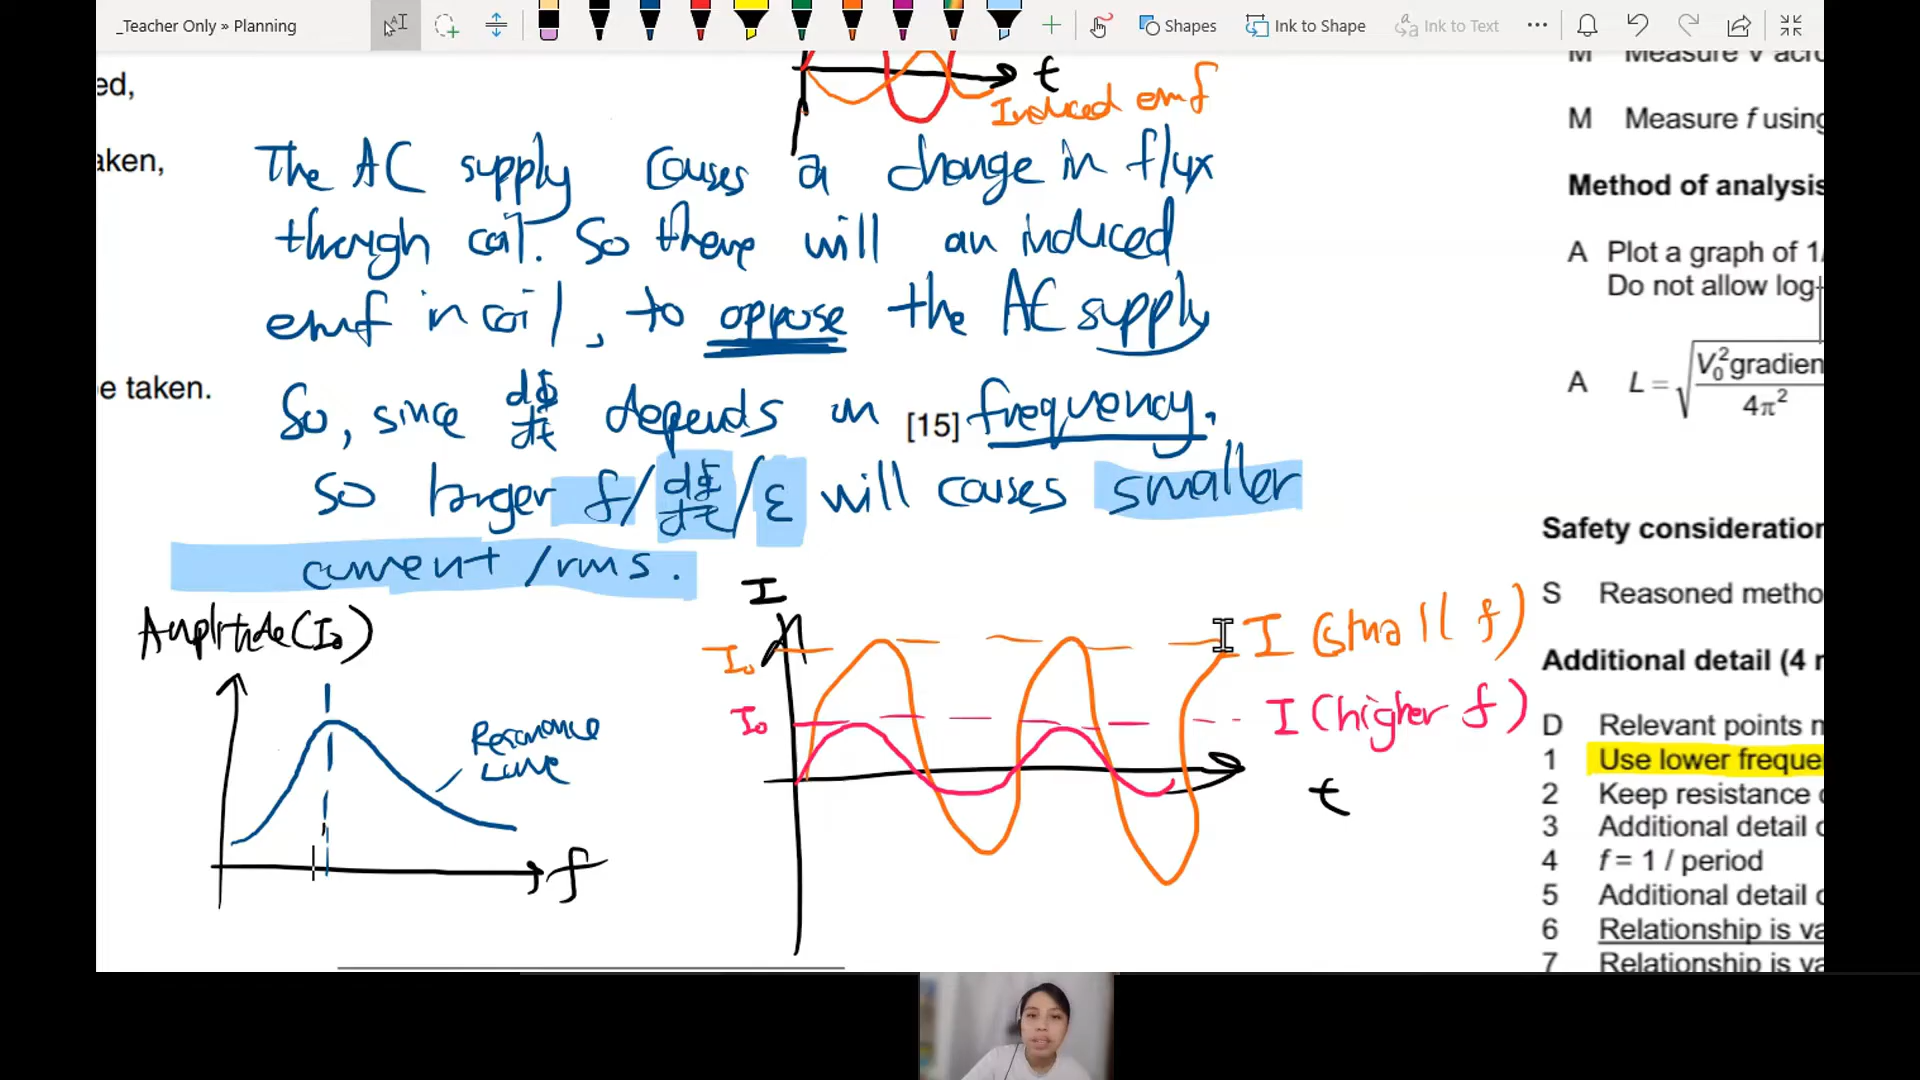 _Teacher Only » Planning
Shapes
Ink to Shape
Ink to Text
ed,
aken,
e taken.
t
Induced emf
The AC supply causes a change in flux
though coil. So there will an induced
emf in coil, to oppose the AC supply
So, since dΦ/dt depends on [15] frequency.
so larger f/dΦ/dt/ε will causes smaller
current /rms.
Amplitude (I₀)
Resonance
curve
f
I
I₀
I₀
I (small f)
I (higher f)
t
M Measure V acro
M Measure f using
Method of analysis
A Plot a graph of 1/
Do not allow log-
A L = √ V₀² gradien
4π²
Safety consideration
S Reasoned metho
Additional detail (4 m
D Relevant points m
1 Use lower freque
2 Keep resistance c
3 Additional detail c
4 f = 1 / period
5 Additional detail c
6 Relationship is va
7 Relationship is va